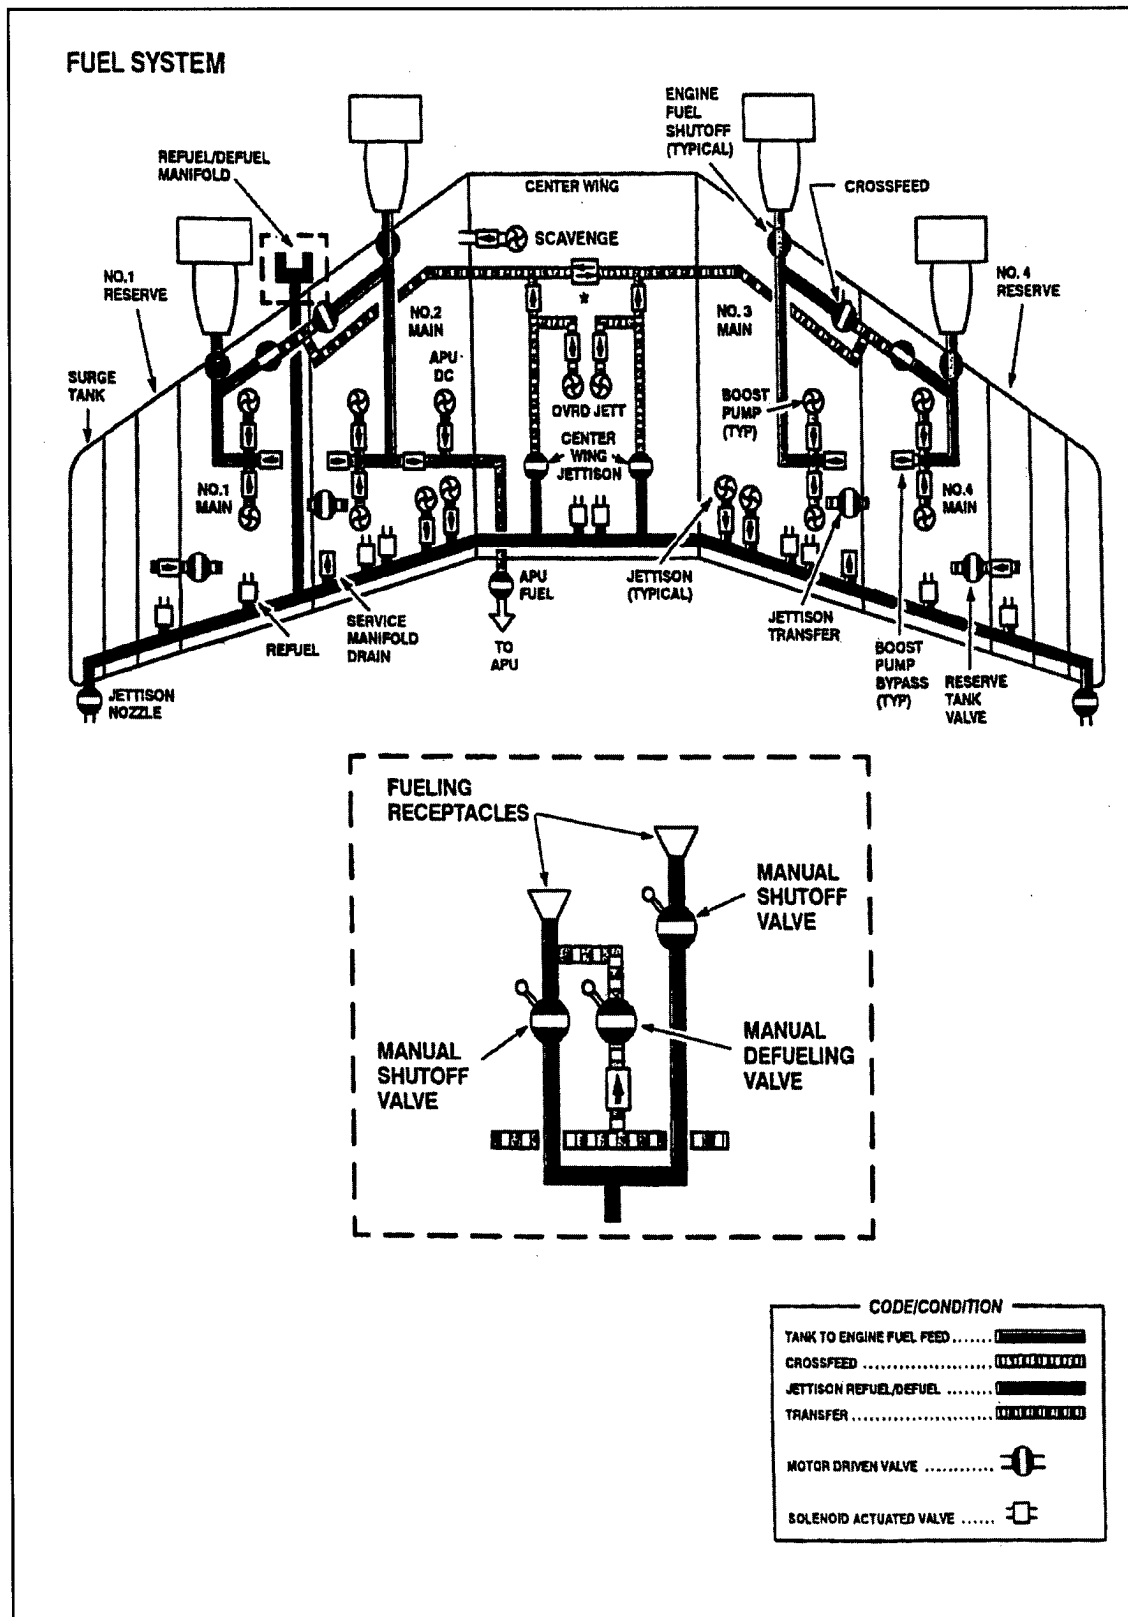 FUEL SYSTEM
ENGINE
FUEL
SHUTOFF
(TYPICAL)
REFUEL/DEFUEL
MANIFOLD
CENTER WING
CROSSFEED
SCAVENGE
NO.1
RESERVE
NO. 4
RESERVE
*
NO.2
MAIN
NO. 3
MAIN
SURGE
TANK
APU
DC
OVRD JETT
BOOST
PUMP
(TYP)
CENTER
WING
JETTISON
NO.1
MAIN
NO.4
MAIN
APU
FUEL
JETTISON
(TYPICAL)
JETTISON
TRANSFER
REFUEL
SERVICE
MANIFOLD
DRAIN
TO
APU
BOOST
PUMP
BYPASS
(TYP)
RESERVE
TANK
VALVE
JETTISON
NOZZLE
FUELING
RECEPTACLES
MANUAL
SHUTOFF
VALVE
MANUAL
SHUTOFF
VALVE
MANUAL
DEFUELING
VALVE
CODE/CONDITION
TANK TO ENGINE FUEL FEED .......
CROSSFEED ......................
JETTISON REFUEL/DEFUEL ........
TRANSFER ........................
MOTOR DRIVEN VALVE ............
SOLENOID ACTUATED VALVE ......